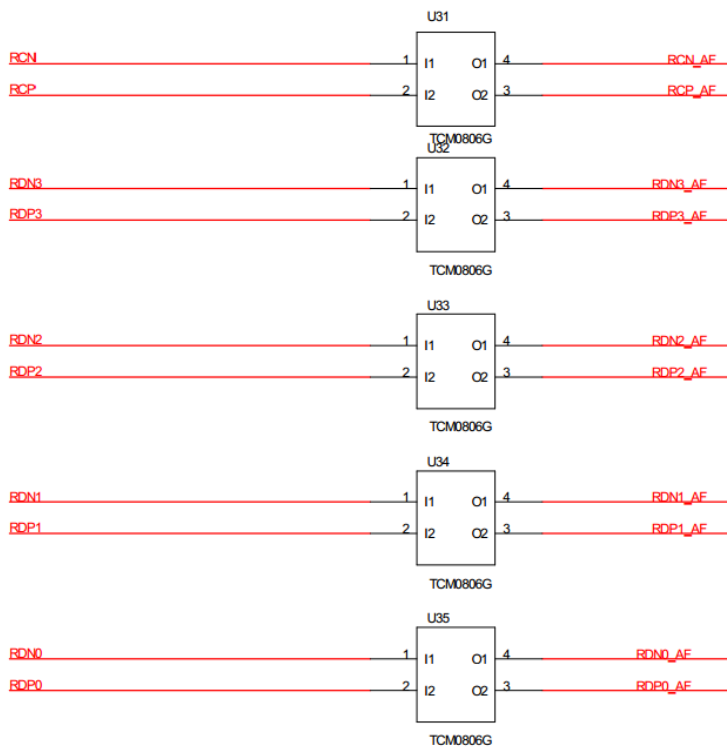 U31
RCN 1 I1 O1 4 RCN_AF
RCP 2 I2 O2 3 RCP_AF
TCM0806G
U32
RDN3 1 I1 O1 4 RDN3_AF
RDP3 2 I2 O2 3 RDP3_AF
TCM0806G
U33
RDN2 1 I1 O1 4 RDN2_AF
RDP2 2 I2 O2 3 RDP2_AF
TCM0806G
U34
RDN1 1 I1 O1 4 RDN1_AF
RDP1 2 I2 O2 3 RDP1_AF
TCM0806G
U35
RDN0 1 I1 O1 4 RDN0_AF
RDP0 2 I2 O2 3 RDP0_AF
TCM0806G